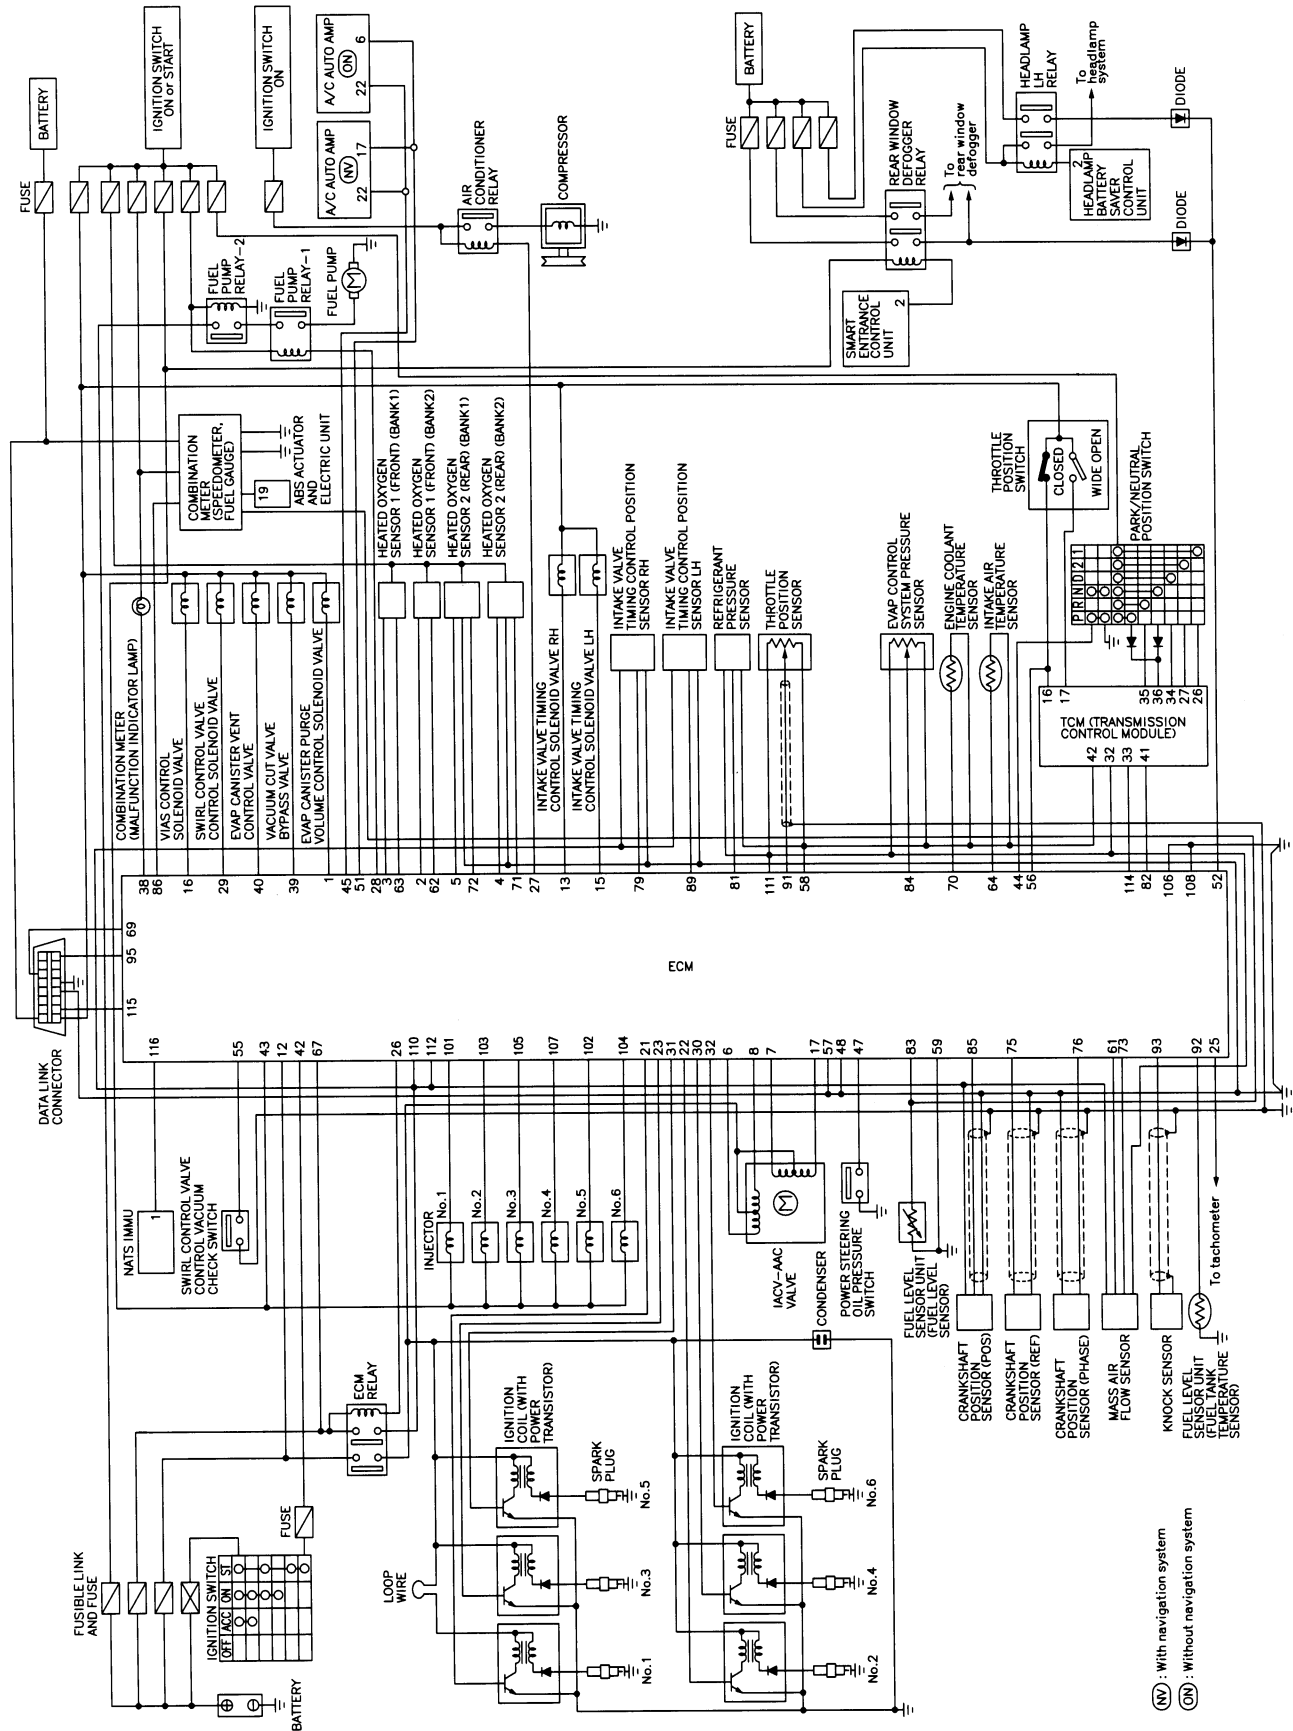 BATTERY
FUSE
IGNITION SWITCH
ON or START
IGNITION SWITCH
ON
A/C AUTO AMP
NV
22
17
A/C AUTO AMP
ON
22
6
FUEL
PUMP
RELAY-2
FUEL
PUMP
RELAY-1
FUEL PUMP
M
AIR
CONDITIONER
RELAY
COMPRESSOR
BATTERY
FUSE
REAR WINDOW
DEFOGGER
RELAY
To
rear window
defogger
HEADLAMP
LH
RELAY
To
headlamp
system
2
HEADLAMP
BATTERY
SAVER
CONTROL
UNIT
DIODE
DIODE
SMART
ENTRANCE
CONTROL
UNIT
2
COMBINATION
METER
(SPEEDOMETER,
FUEL GAUGE)
19
ABS ACTUATOR
AND
ELECTRIC UNIT
COMBINATION METER
(MALFUNCTION INDICATOR LAMP)
VIAS CONTROL
SOLENOID VALVE
SWIRL CONTROL VALVE
CONTROL SOLENOID VALVE
EVAP CANISTER VENT
CONTROL VALVE
VACUUM CUT VALVE
BYPASS VALVE
EVAP CANISTER PURGE
VOLUME CONTROL SOLENOID VALVE
HEATED OXYGEN
SENSOR 1 (FRONT) (BANK1)
HEATED OXYGEN
SENSOR 1 (FRONT) (BANK2)
HEATED OXYGEN
SENSOR 2 (REAR) (BANK1)
HEATED OXYGEN
SENSOR 2 (REAR) (BANK2)
INTAKE VALVE TIMING
CONTROL SOLENOID VALVE RH
INTAKE VALVE TIMING
CONTROL SOLENOID VALVE LH
INTAKE VALVE
TIMING CONTROL POSITION
SENSOR RH
INTAKE VALVE
TIMING CONTROL POSITION
SENSOR LH
REFRIGERANT
PRESSURE
SENSOR
THROTTLE
POSITION
SENSOR
EVAP CONTROL
SYSTEM PRESSURE
SENSOR
ENGINE COOLANT
TEMPERATURE
SENSOR
INTAKE AIR
TEMPERATURE
SENSOR
THROTTLE
POSITION
SWITCH
CLOSED
WIDE OPEN
PARK/NEUTRAL
POSITION SWITCH
P R N D 2 1
16
17
35
36
34
27
26
TCM (TRANSMISSION
CONTROL MODULE)
42
32
33
41
38
86
16
29
40
39
1
45
51
28
3
63
2
62
5
72
4
71
27
13
15
79
89
81
111
91
58
84
70
64
44
56
114
82
106
108
52
DATA LINK
CONNECTOR
69
95
115
ECM
116
55
43
12
42
67
26
110
112
101
103
105
107
102
104
21
23
31
22
30
32
6
8
7
17
57
48
47
83
59
85
75
76
61
73
93
92
25
NATS IMMU
1
SWIRL CONTROL VALVE
CONTROL VACUUM
CHECK SWITCH
INJECTOR
No.1
No.2
No.3
No.4
No.5
No.6
M
IACV-AAC
VALVE
CONDENSER
POWER STEERING
OIL PRESSURE
SWITCH
FUEL LEVEL
SENSOR UNIT
(FUEL LEVEL
SENSOR)
CRANKSHAFT
POSITION
SENSOR (POS)
CRANKSHAFT
POSITION
SENSOR (REF)
CRANKSHAFT
POSITION
SENSOR (PHASE)
MASS AIR
FLOW SENSOR
KNOCK SENSOR
FUEL LEVEL
SENSOR UNIT
(FUEL TANK
TEMPERATURE
SENSOR)
To tachometer
ECM
RELAY
FUSIBLE LINK
AND FUSE
IGNITION SWITCH
OFF ACC ON ST
FUSE
BATTERY
LOOP
WIRE
IGNITION
COIL (WITH
POWER
TRANSISTOR)
SPARK
PLUG
No.1
No.3
No.5
IGNITION
COIL (WITH
POWER
TRANSISTOR)
SPARK
PLUG
No.2
No.4
No.6
NV : With navigation system
ON : Without navigation system